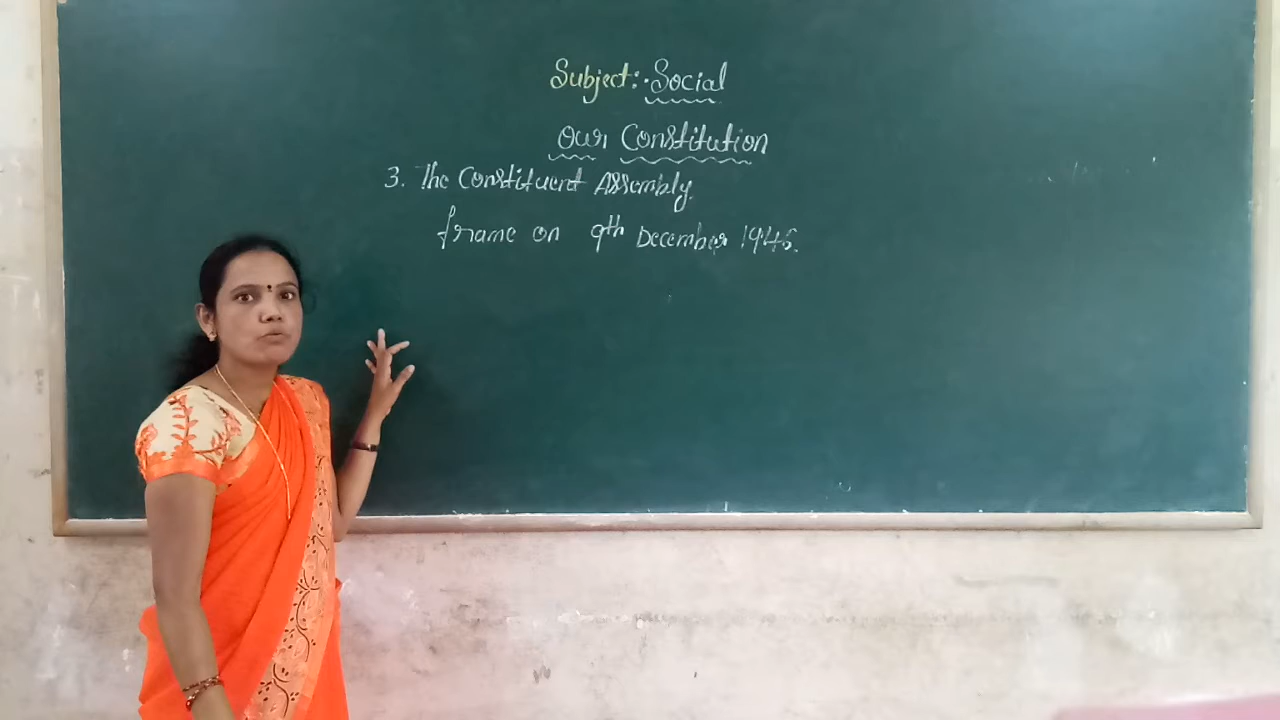 Subject:- Social
Our Constitution
3. The Constituent Assembly.
frame on 9th December 1946.